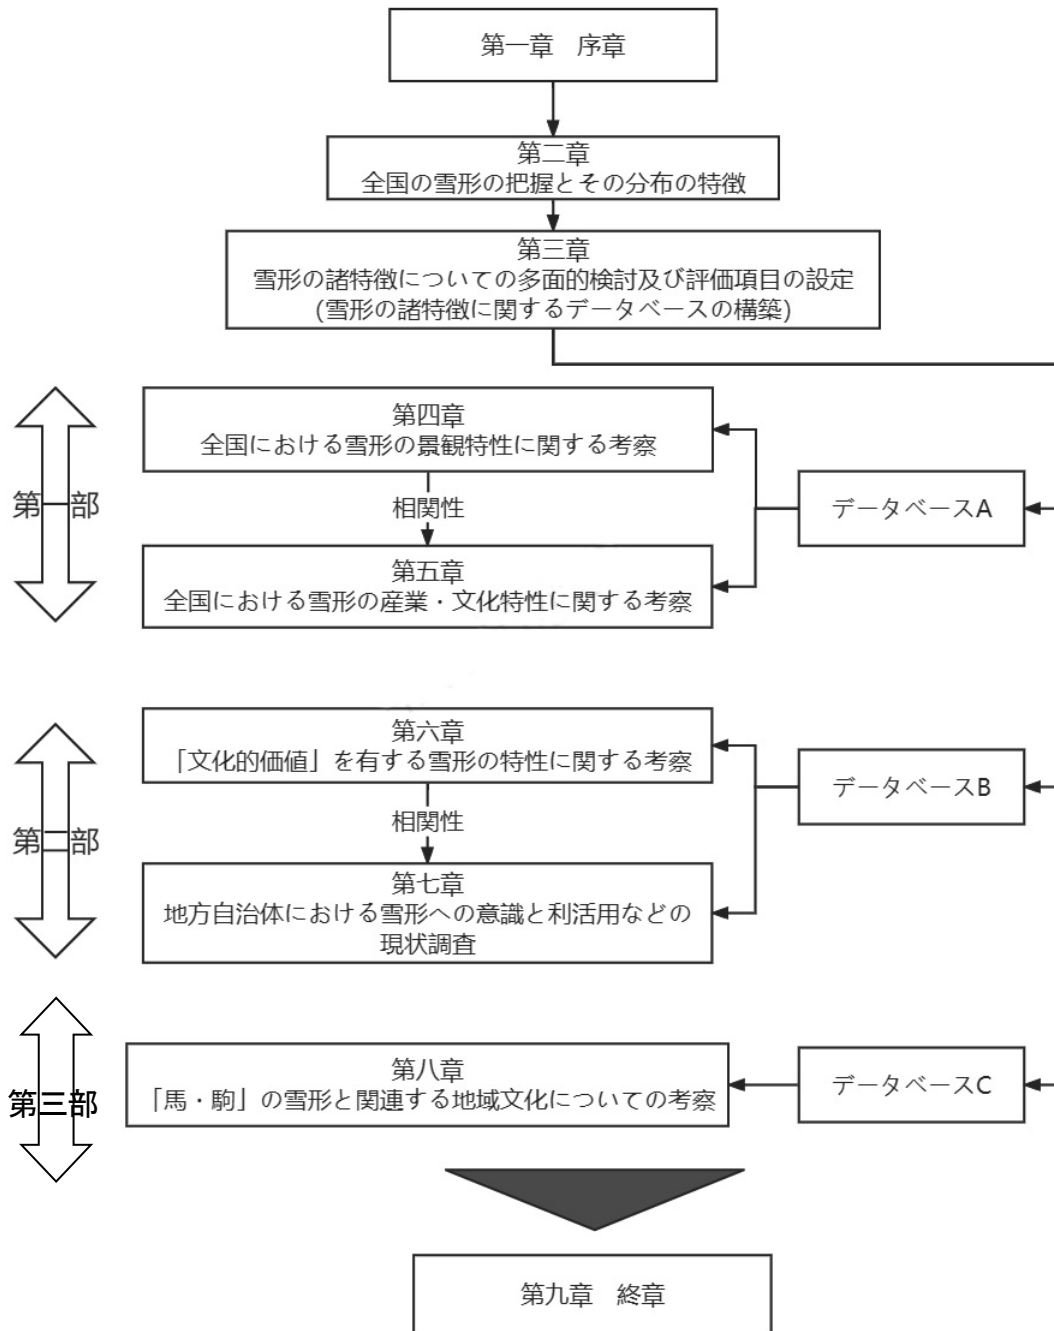 第一章　序章
第二章
全国の雪形の把握とその分布の特徴
第三章
雪形の諸特徴についての多面的検討及び評価項目の設定
(雪形の諸特徴に関するデータベースの構築)
第一部
第四章
全国における雪形の景観特性に関する考察
相関性
データベースA
第五章
全国における雪形の産業・文化特性に関する考察
第二部
第六章
「文化的価値」を有する雪形の特性に関する考察
相関性
データベースB
第七章
地方自治体における雪形への意識と利活用などの
現状調査
第三部
第八章
「馬・駒」の雪形と関連する地域文化についての考察
データベースC
第九章　終章